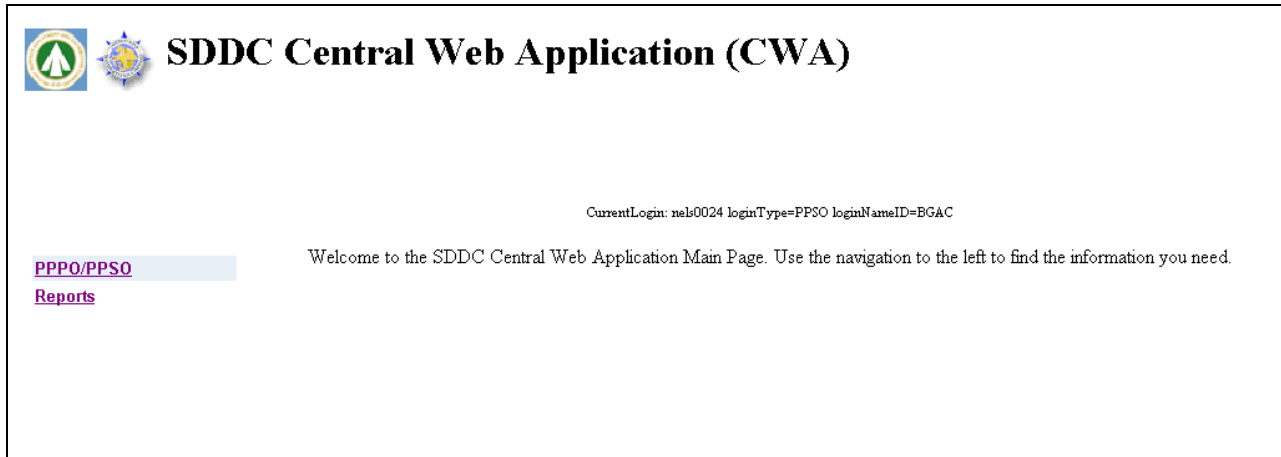 SDDC Central Web Application (CWA)
CurrentLogin: nels0024 loginType=PPSO loginNameID=BGAC
Welcome to the SDDC Central Web Application Main Page. Use the navigation to the left to find the information you need.
PPPO/PPSO
Reports